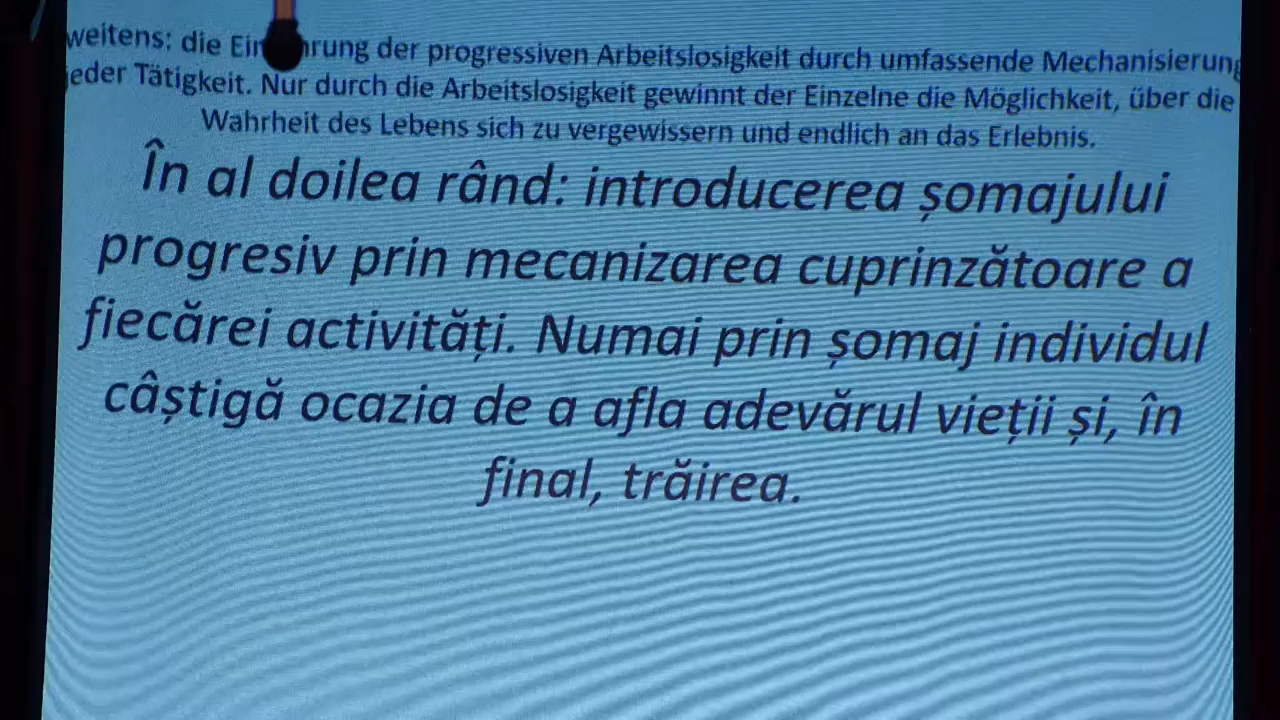 weitens: die Ein hrung der progressiven Arbeitslosigkeit durch umfassende Mechanisierung
jeder Tätigkeit. Nur durch die Arbeitslosigkeit gewinnt der Einzelne die Möglichkeit, über die
Wahrheit des Lebens sich zu vergewissern und endlich an das Erlebnis.
În al doilea rând: introducerea șomajului
progresiv prin mecanizarea cuprinzătoare a
fiecărei activități. Numai prin șomaj individul
câștigă ocazia de a afla adevărul vieții și, în
final, trăirea.